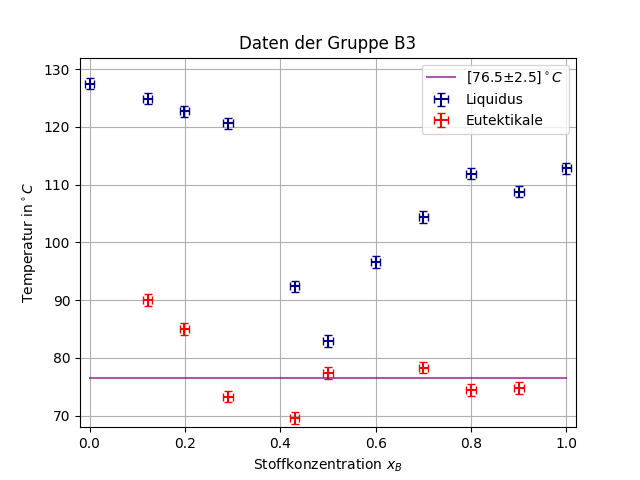 Daten der Gruppe B3
[76.5±2.5]°C
Liquidus
Eutektikale
Temperatur in°C
130
120
110
100
90
80
70
0.0 0.2 0.4 0.6 0.8 1.0
Stoffkonzentration x_B